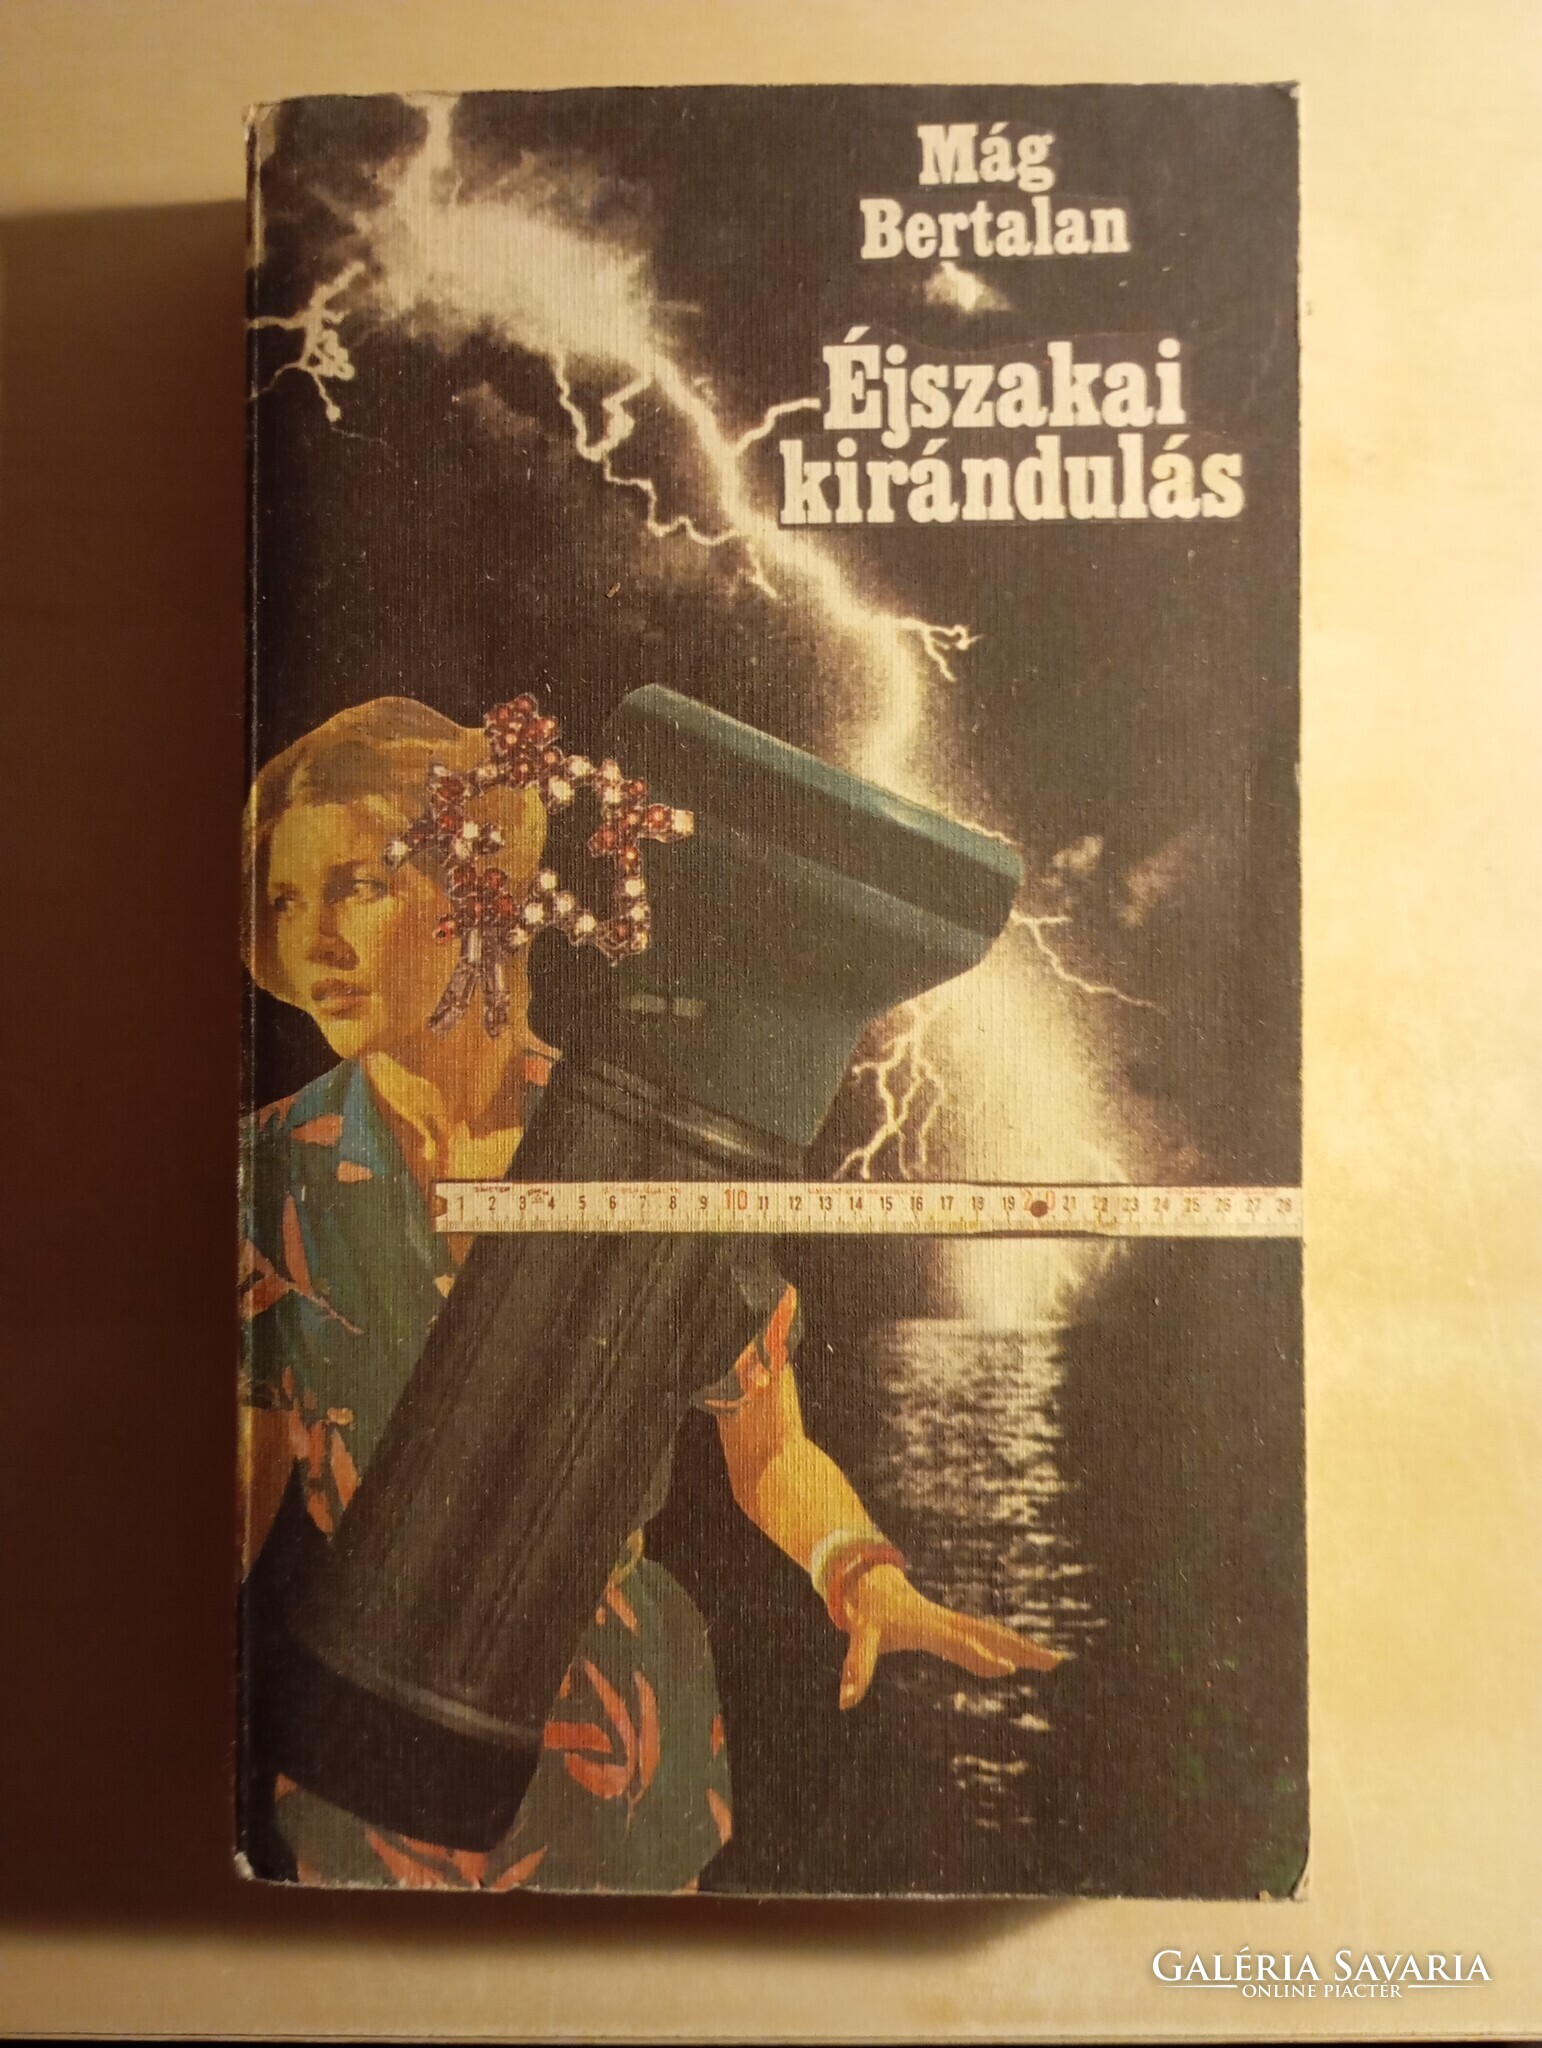 Mág
Bertalan
Éjszakai
kirándulás
1 2 3 4 5 6 7 8 9 10 11 12 13 14 15 16 17 18 19 20 21 22 23 24 25 26 27 28
GALÉRIA SAVARIA
ONLINE PIACTÉR